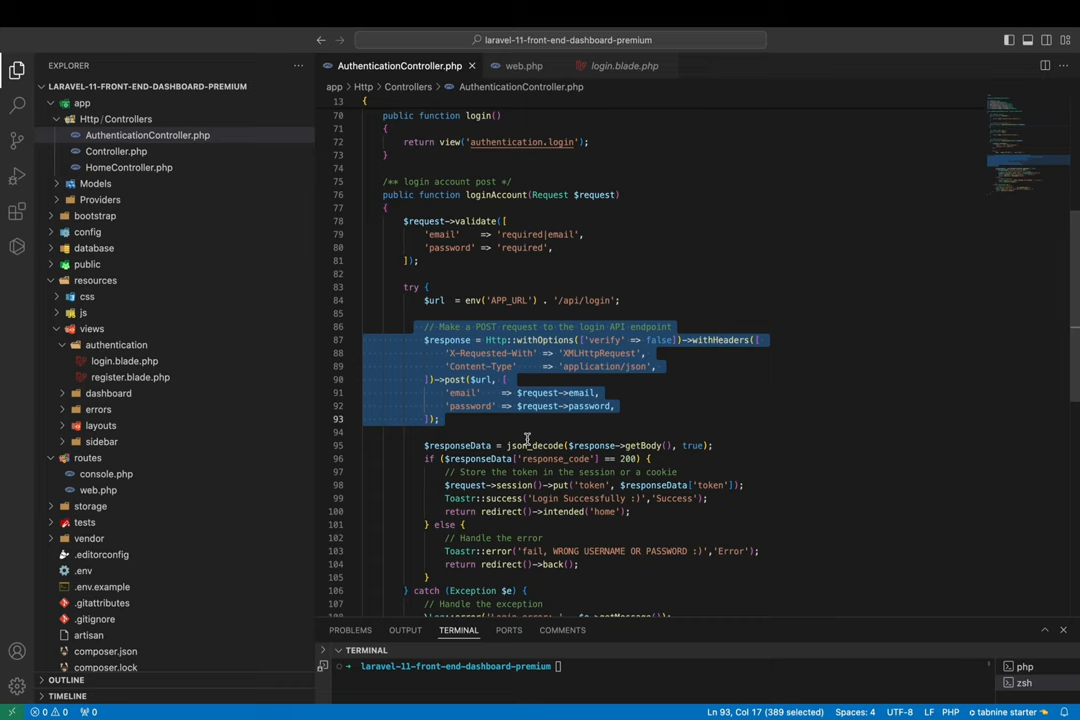 laravel-11-front-end-dashboard-premium
EXPLORER
AuthenticationController.php
web.php
login.blade.php
app > Http > Controllers > AuthenticationController.php
LARAVEL-11-FRONT-END-DASHBOARD-PREMIUM
app
Http / Controllers
AuthenticationController.php
Controller.php
HomeController.php
Models
Providers
bootstrap
config
database
public
resources
css
js
views
authentication
login.blade.php
register.blade.php
dashboard
errors
layouts
sidebar
routes
console.php
web.php
storage
tests
vendor
.editorconfig
.env
.env.example
.gitattributes
.gitignore
artisan
composer.json
composer.lock
OUTLINE
TIMELINE
13 {
70 public function login()
71 {
72 return view('authentication.login');
73 }
74
75 /** login account post */
76 public function loginAccount(Request $request)
77 {
78 $request->validate([
79 'email' => 'required|email',
80 'password' => 'required',
81 ]);
82
83 try {
84 $url = env('APP_URL') . '/api/login';
85
86 // Make a POST request to the login API endpoint
87 $response = Http::withOptions(['verify' => false])->withHeaders([
88 'X-Requested-With' => 'XMLHttpRequest',
89 'Content-Type' => 'application/json',
90 ])->post($url, [
91 'email' => $request->email,
92 'password' => $request->password,
93 ]);
94
95 $responseData = json_decode($response->getBody(), true);
96 if ($responseData['response_code'] == 200) {
97 // Store the token in the session or a cookie
98 $request->session()->put('token', $responseData['token']);
99 Toastr::success('Login Successfully :)','Success');
100 return redirect()->intended('home');
101 } else {
102 // Handle the error
103 Toastr::error('fail, WRONG USERNAME OR PASSWORD :)','Error');
104 return redirect()->back();
105 }
106 } catch (Exception $e) {
107 // Handle the exception
108 \Log::error('Login error: ' . $e->getMessage());
PROBLEMS OUTPUT TERMINAL PORTS COMMENTS
TERMINAL
laravel-11-front-end-dashboard-premium
php
zsh
0 0 0
Ln 93, Col 17 (389 selected) Spaces: 4 UTF-8 LF PHP tabnine starter